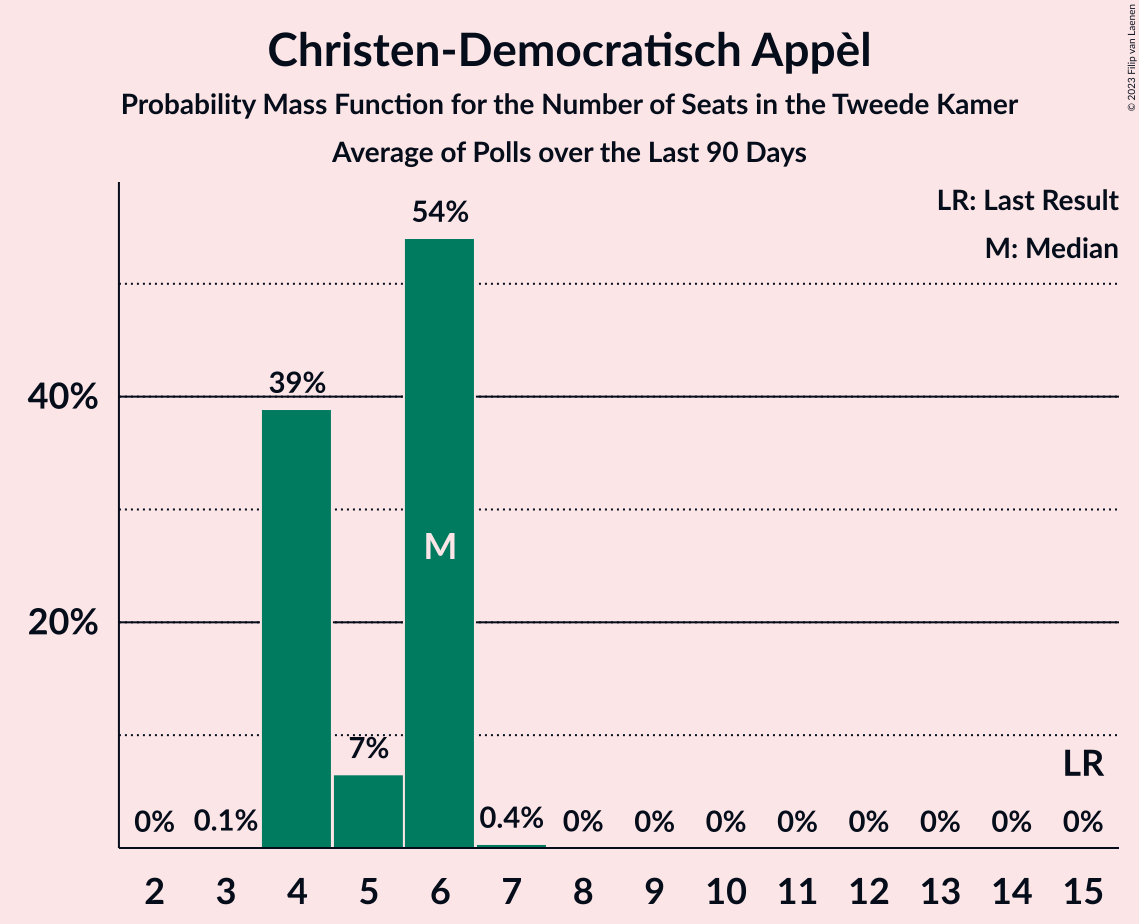 Christen-Democratisch Appèl
Probability Mass Function for the Number of Seats in the Tweede Kamer
Average of Polls over the Last 90 Days
© 2023 Filip van Laenen
LR: Last Result
M: Median
54%
39%
40%
M
20%
7%
LR
0% 0.1% 0.4% 0% 0% 0% 0% 0% 0% 0% 0%
2 3 4 5 6 7 8 9 10 11 12 13 14 15